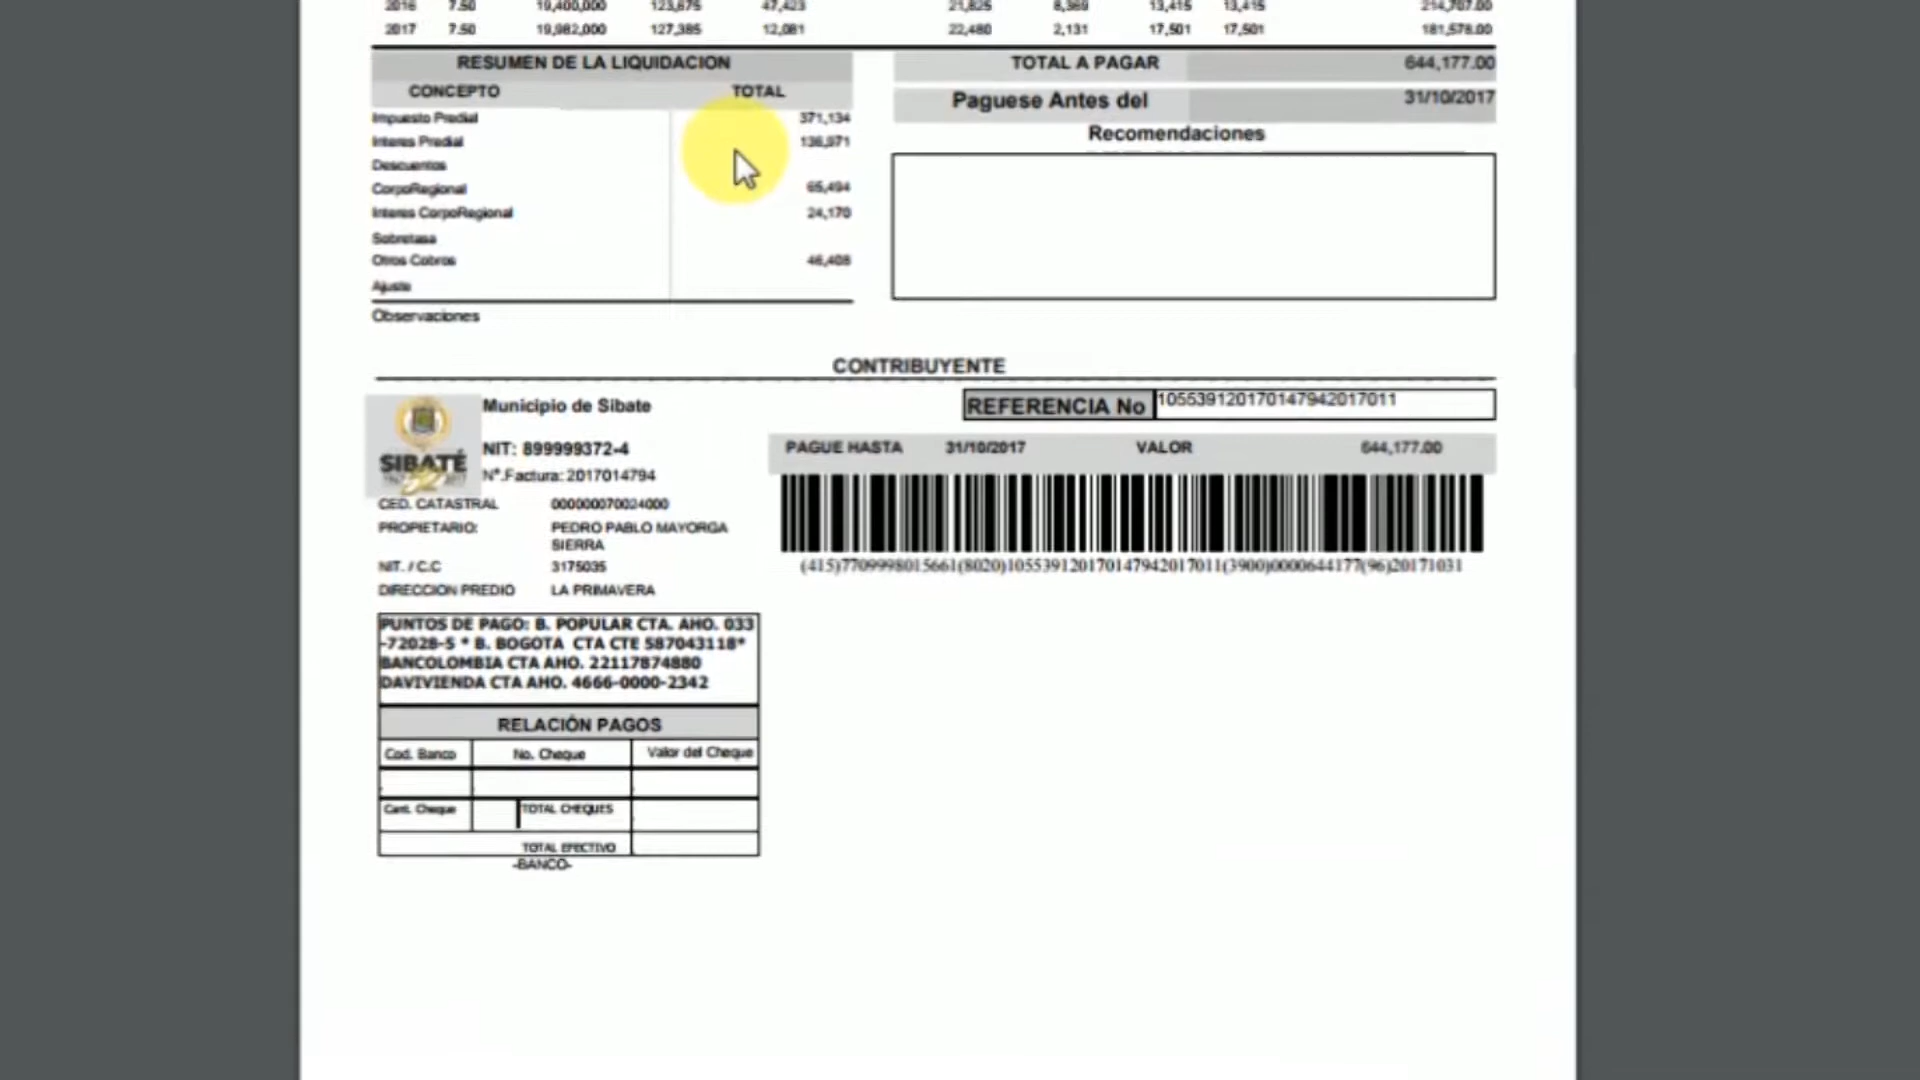 2016 7.50 19,400,000 123,675 47,423 21,825 8,369 13,415 13,415 214,707.00
2017 7.50 19,982,000 127,385 12,081 22,480 2,131 17,501 17,501 181,578.00
RESUMEN DE LA LIQUIDACION
CONCEPTO TOTAL
Impuesto Predial 371,134
Interes Predial 136,971
Descuentos
CorpoRegional 65,494
Interes CorpoRegional 24,170
Sobretasa
Otros Cobros 46,408
Ajuste
Observaciones
TOTAL A PAGAR 644,177.00
Paguese Antes del 31/10/2017
Recomendaciones
CONTRIBUYENTE
Municipio de Sibate
NIT: 899999372-4
N°.Factura: 2017014794
SIBATÉ
CED. CATASTRAL 000000070024000
PROPIETARIO: PEDRO PABLO MAYORGA
SIERRA
NIT. / C.C 3175035
DIRECCION PREDIO LA PRIMAVERA
REFERENCIA No 105539120170147942017011
PAGUE HASTA 31/10/2017 VALOR 644,177.00
(415)7709998015661(8020)105539120170147942017011(3900)0000644177(96)20171031
PUNTOS DE PAGO: B. POPULAR CTA. AHO. 033
-72028-5 * B. BOGOTA CTA CTE 587043118*
BANCOLOMBIA CTA AHO. 22117874880
DAVIVIENDA CTA AHO. 4666-0000-2342
RELACIÓN PAGOS
Cod. Banco No. Cheque Valor del Cheque
Cant. Cheque TOTAL CHEQUES
TOTAL EFECTIVO
-BANCO-